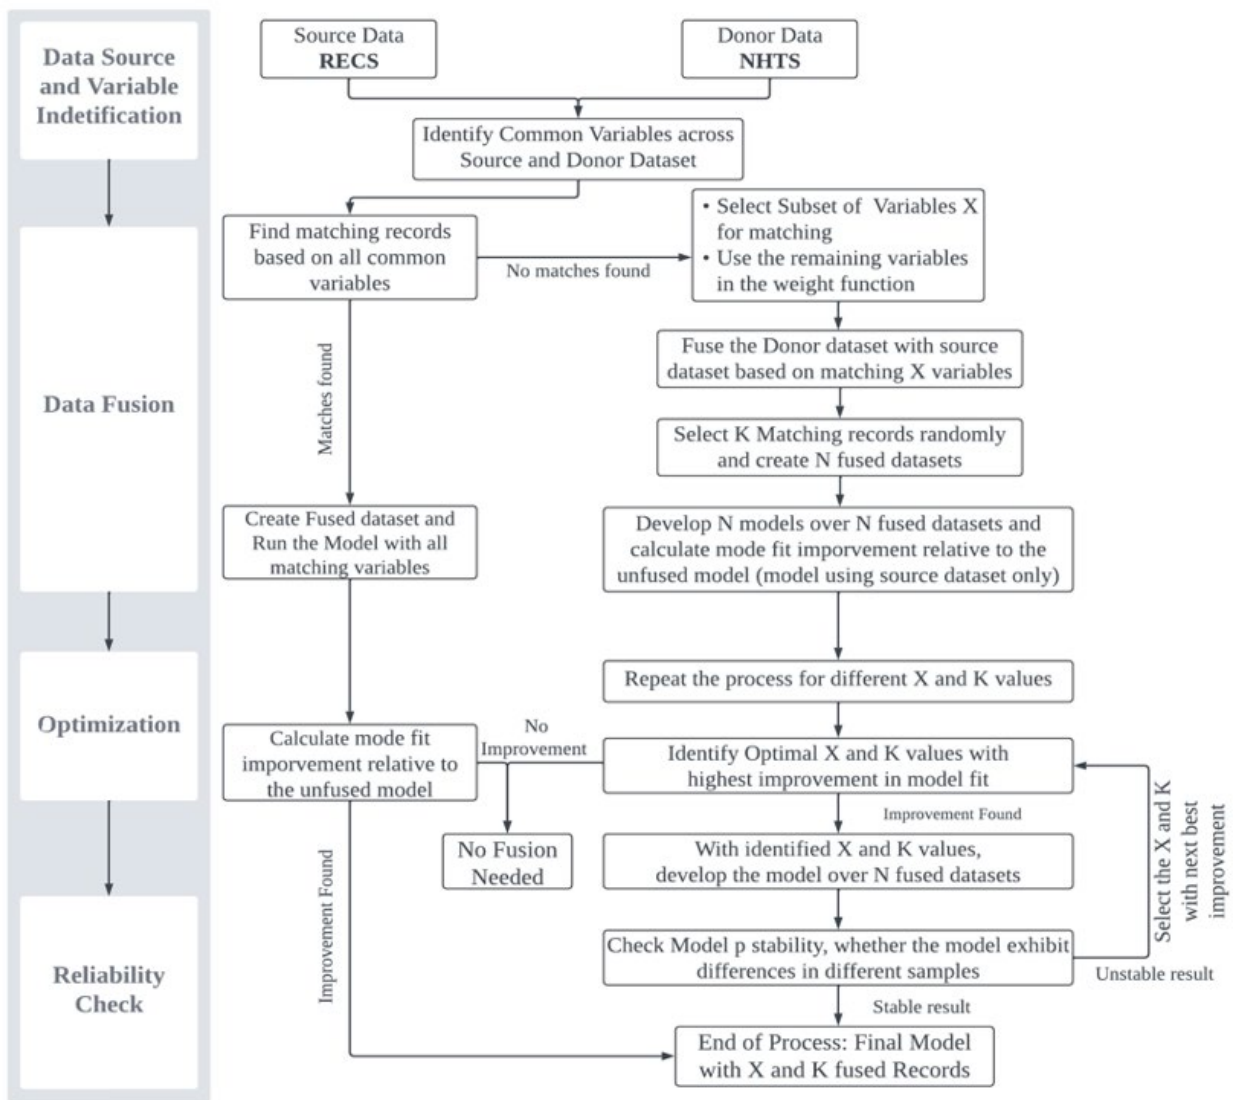 Data Source
and Variable
Indetification
Data Fusion
Optimization
Reliability
Check
Source Data
RECS
Donor Data
NHTS
Identify Common Variables across
Source and Donor Dataset
Find matching records
based on all common
variables
No matches found
• Select Subset of Variables X
for matching
• Use the remaining variables
in the weight function
Fuse the Donor dataset with source
dataset based on matching X variables
Matches found
Select K Matching records randomly
and create N fused datasets
Create Fused dataset and
Run the Model with all
matching variables
Develop N models over N fused datasets and
calculate mode fit imporvement relative to the
unfused model (model using source dataset only)
Repeat the process for different X and K values
Calculate mode fit
imporvement relative to
the unfused model
No
Improvement
Identify Optimal X and K values with
highest improvement in model fit
Improvement Found
No Fusion
Needed
With identified X and K values,
develop the model over N fused datasets
Select the X and K
with next best
improvement
Improvement Found
Check Model p stability, whether the model exhibit
differences in different samples
Unstable result
Stable result
End of Process: Final Model
with X and K fused Records